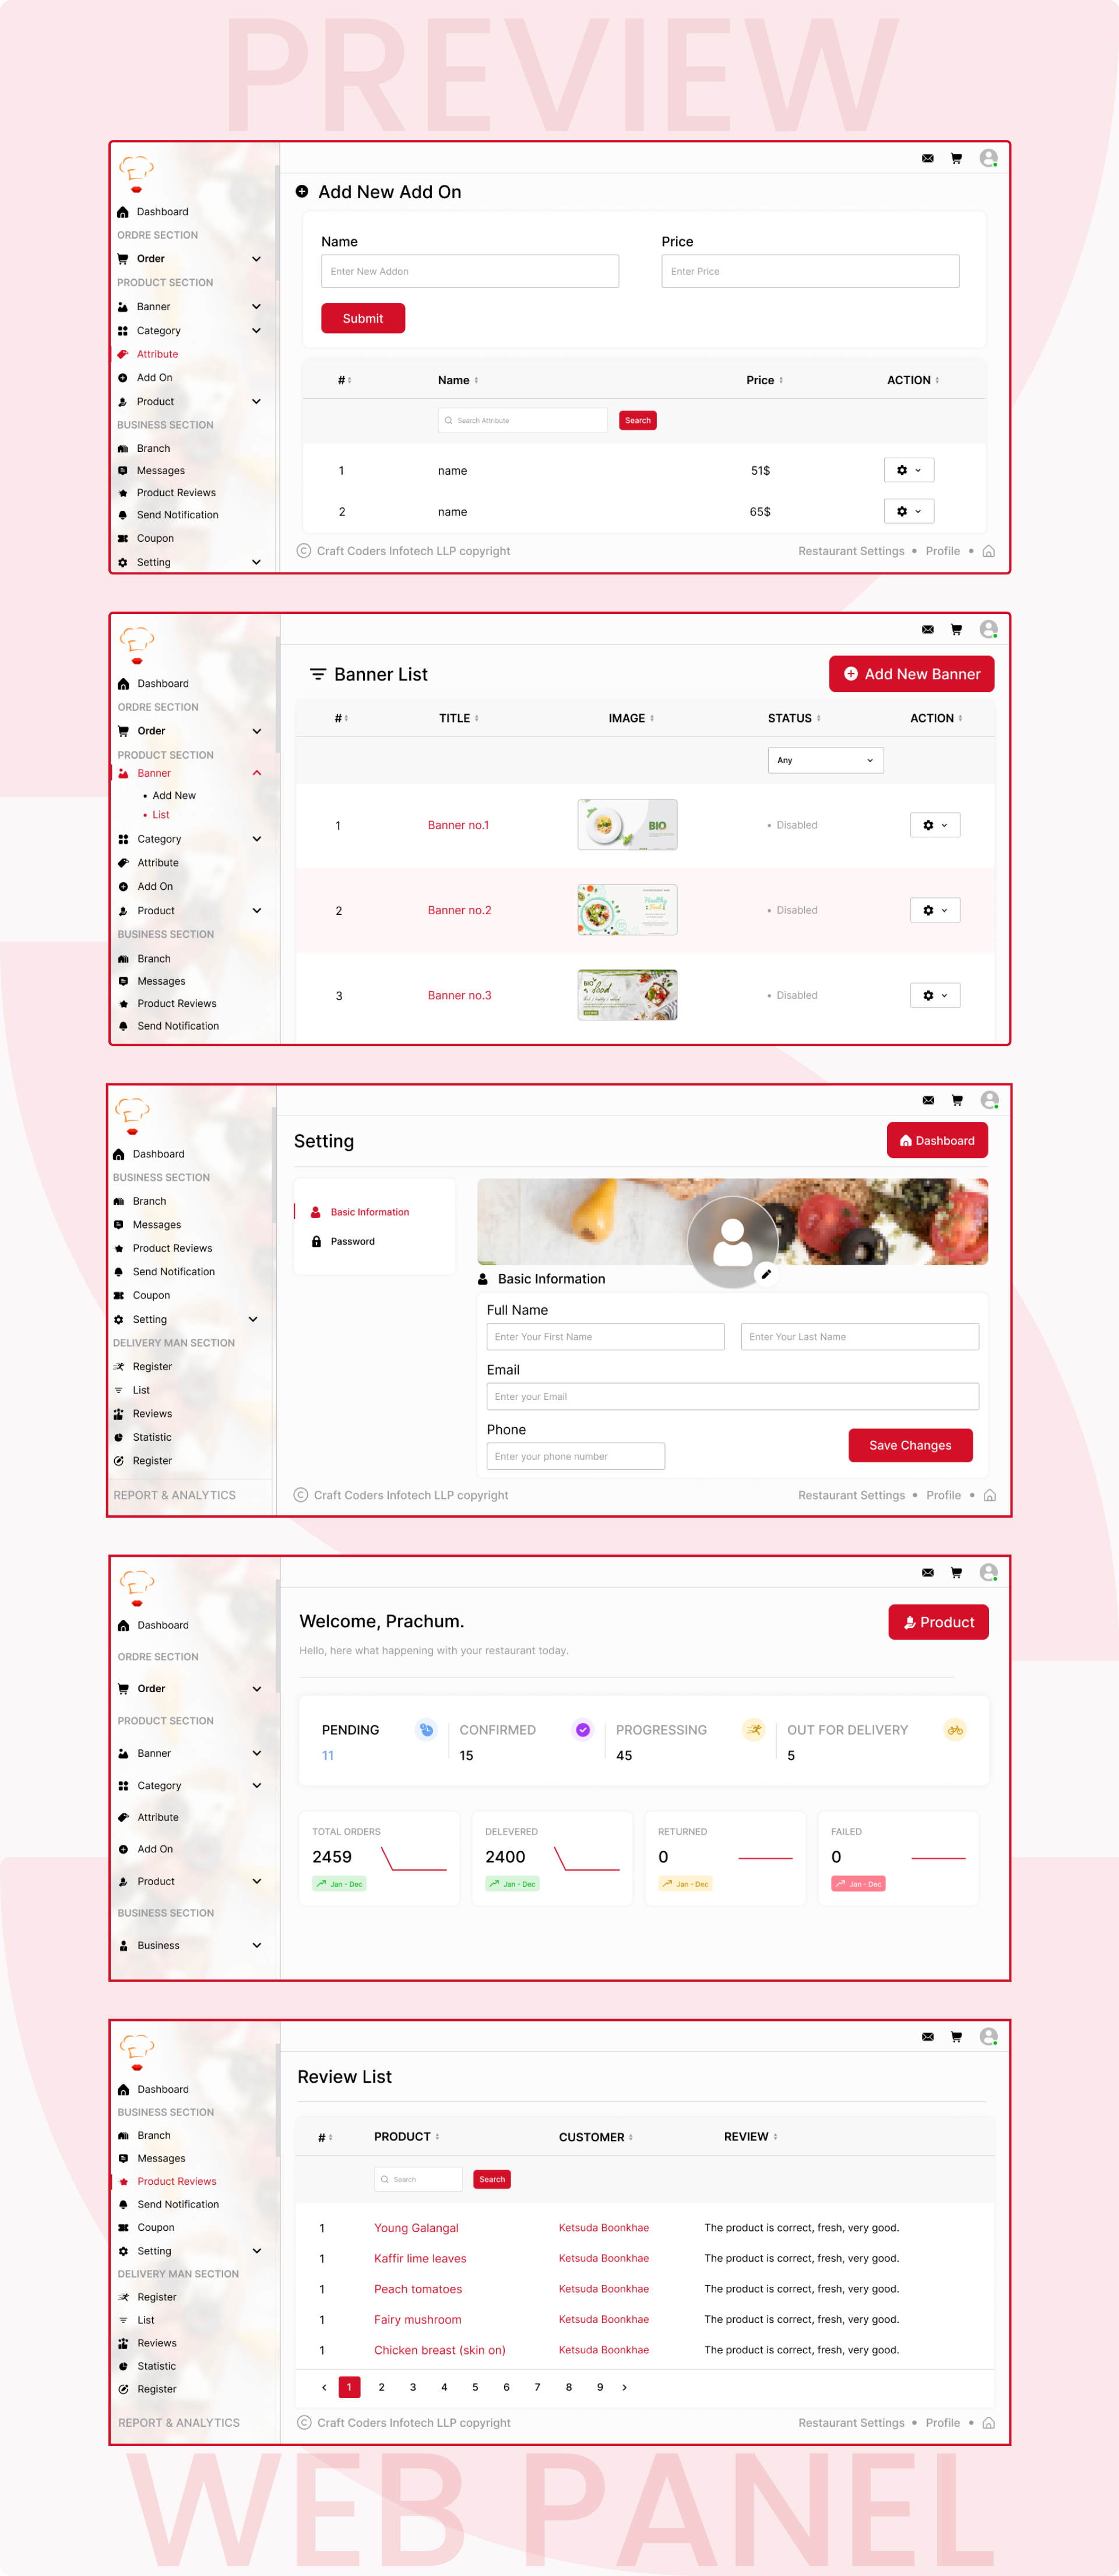 PREVIEW
Dashboard
ORDRE SECTION
Order
PRODUCT SECTION
Banner
Category
Attribute
Add On
Product
BUSINESS SECTION
Branch
Messages
Product Reviews
Send Notification
Coupon
Setting
Add New Add On
Name Price
Enter New Addon Enter Price
Submit
# Name Price ACTION
Search Attribute Search
1 name 51$
2 name 65$
© Craft Coders Infotech LLP copyright Restaurant Settings • Profile •
Dashboard
ORDRE SECTION
Order
PRODUCT SECTION
Banner
• Add New
• List
Category
Attribute
Add On
Product
BUSINESS SECTION
Branch
Messages
Product Reviews
Send Notification
Banner List Add New Banner
# TITLE IMAGE STATUS ACTION
Any
1 Banner no.1 BIO • Disabled
2 Banner no.2 Healthy Food • Disabled
3 Banner no.3 BIO food • Disabled
Dashboard
BUSINESS SECTION
Branch
Messages
Product Reviews
Send Notification
Coupon
Setting
DELIVERY MAN SECTION
Register
List
Reviews
Statistic
Register
REPORT & ANALYTICS
Setting Dashboard
Basic Information
Password
Basic Information
Full Name
Enter Your First Name Enter Your Last Name
Email
Enter your Email
Phone
Enter your phone number Save Changes
© Craft Coders Infotech LLP copyright Restaurant Settings • Profile •
Dashboard
ORDRE SECTION
Order
PRODUCT SECTION
Banner
Category
Attribute
Add On
Product
BUSINESS SECTION
Business
Welcome, Prachum. Product
Hello, here what happening with your restaurant today.
PENDING CONFIRMED PROGRESSING OUT FOR DELIVERY
11 15 45 5
TOTAL ORDERS DELEVERED RETURNED FAILED
2459 2400 0 0
Jan - Dec Jan - Dec Jan - Dec Jan - Dec
Dashboard
BUSINESS SECTION
Branch
Messages
Product Reviews
Send Notification
Coupon
Setting
DELIVERY MAN SECTION
Register
List
Reviews
Statistic
Register
REPORT & ANALYTICS
Review List
# PRODUCT CUSTOMER REVIEW
Search Search
1 Young Galangal Ketsuda Boonkhae The product is correct, fresh, very good.
1 Kaffir lime leaves Ketsuda Boonkhae The product is correct, fresh, very good.
1 Peach tomatoes Ketsuda Boonkhae The product is correct, fresh, very good.
1 Fairy mushroom Ketsuda Boonkhae The product is correct, fresh, very good.
1 Chicken breast (skin on) Ketsuda Boonkhae The product is correct, fresh, very good.
‹ 1 2 3 4 5 6 7 8 9 ›
© Craft Coders Infotech LLP copyright Restaurant Settings • Profile •
WEB PANEL